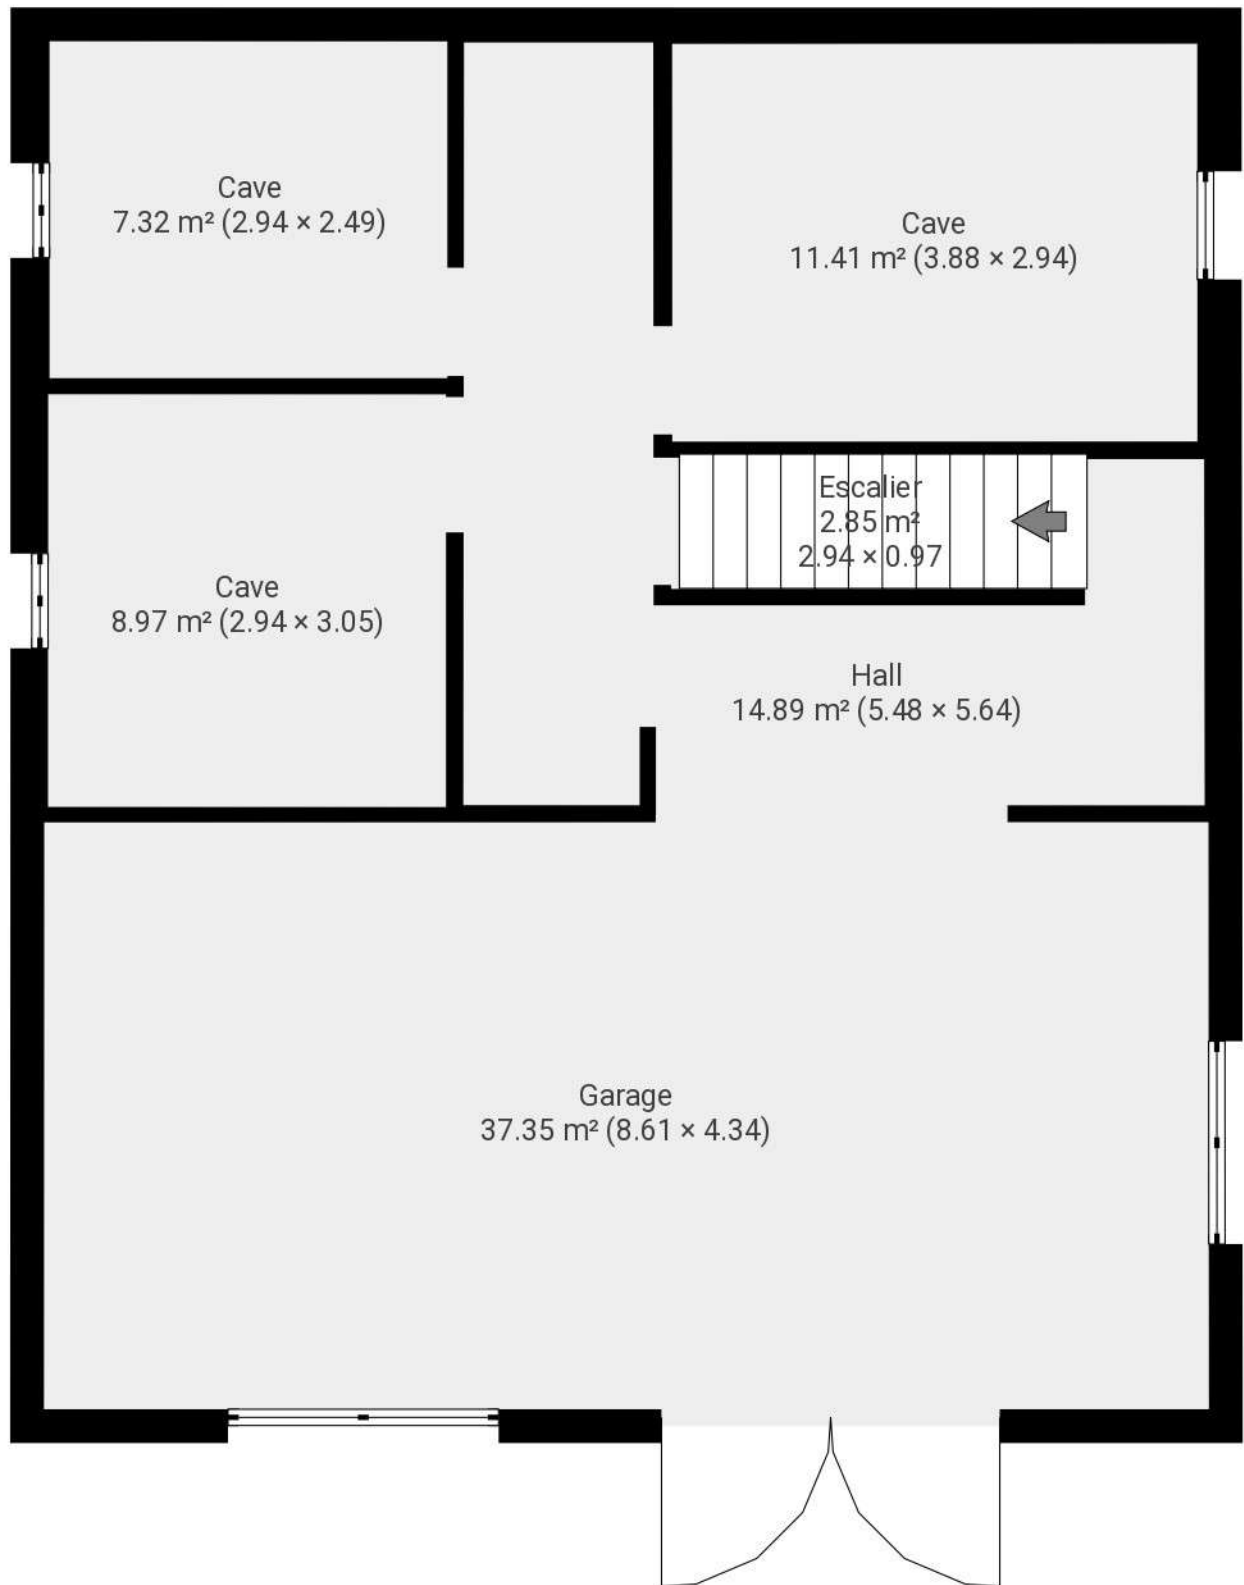 Cave
7.32 m² (2.94 × 2.49)
Cave
11.41 m² (3.88 × 2.94)
Escalier
2.85 m²
2.94 × 0.97
Cave
8.97 m² (2.94 × 3.05)
Hall
14.89 m² (5.48 × 5.64)
Garage
37.35 m² (8.61 × 4.34)